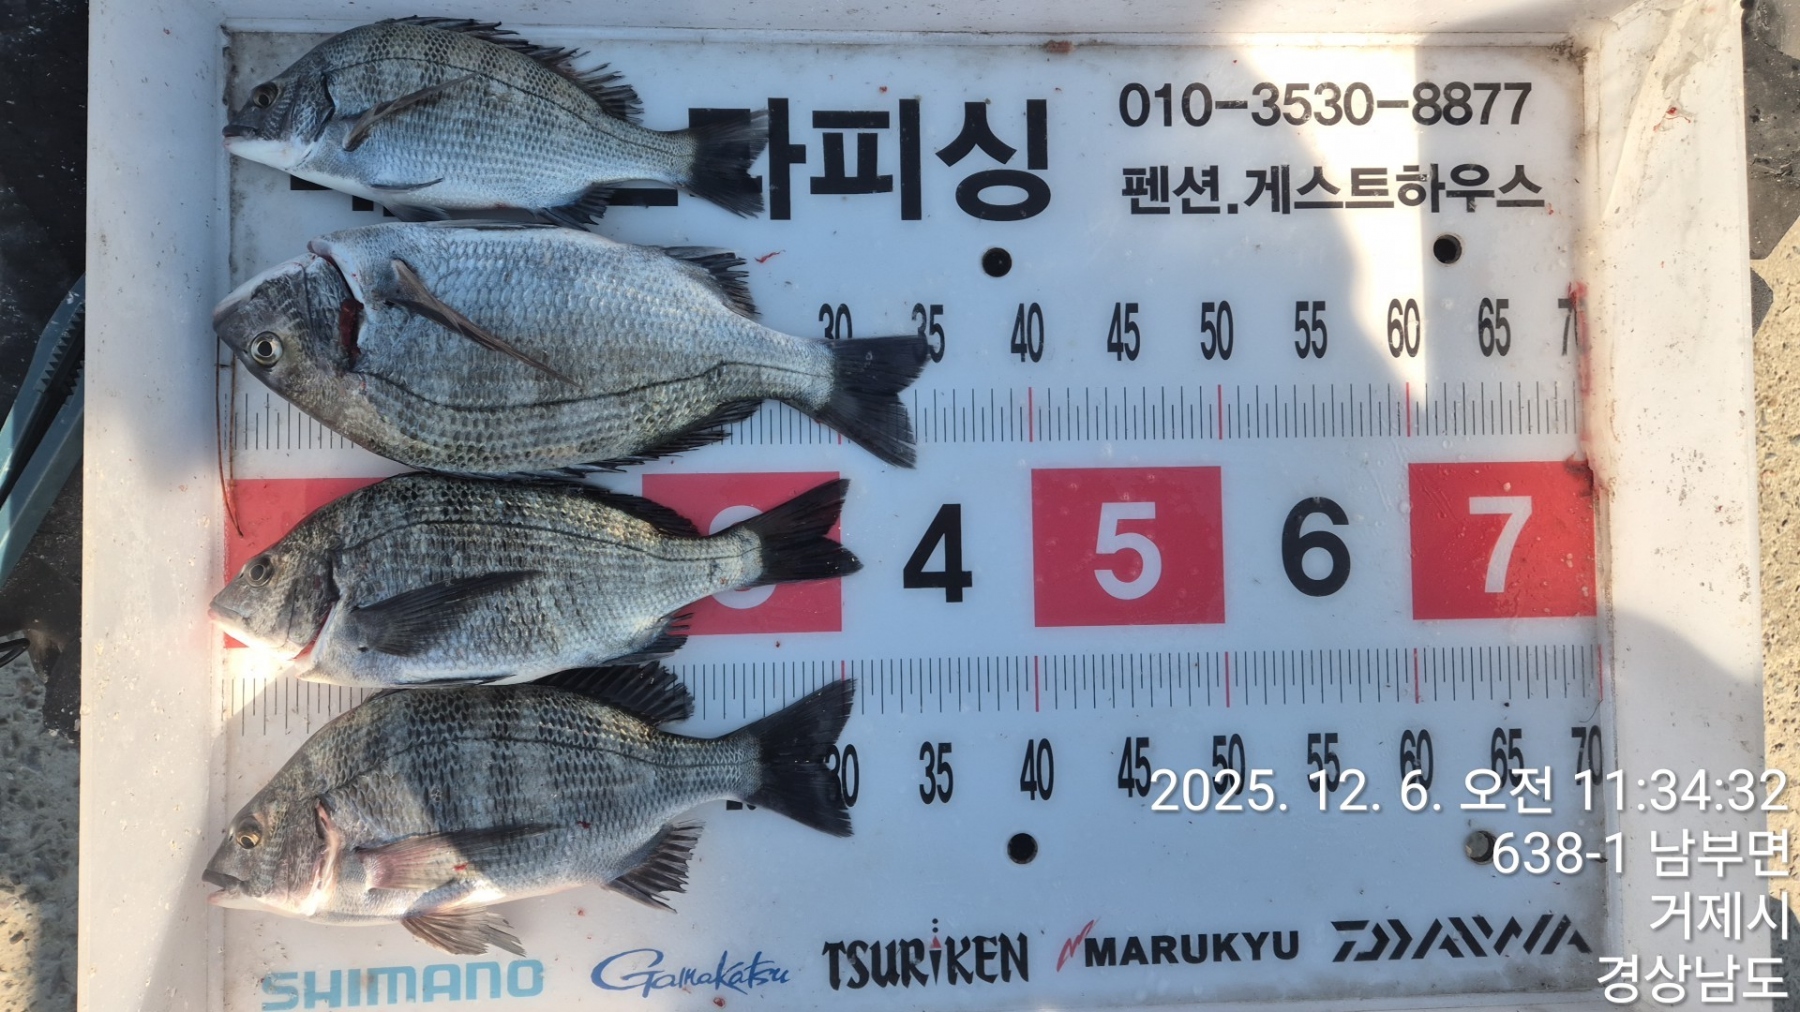 피싱
010-3530-8877
펜션.게스트하우스
30 35 40 45 50 55 60 65 7
3 4 5 6 7
30 35 40 45 50 55 60 65 70
2025. 12. 6. 오전 11:34:32
638-1 남부면
거제시
경상남도
SHIMANO Gamakatsu TSURIKEN MARUKYU DAIWA